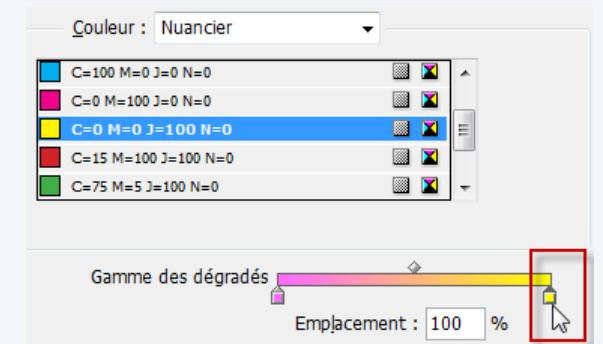 Couleur : Nuancier
C=100 M=0 J=0 N=0
C=0 M=100 J=0 N=0
C=0 M=0 J=100 N=0
C=15 M=100 J=100 N=0
C=75 M=5 J=100 N=0
Gamme des dégradés
Emplacement : 100 %